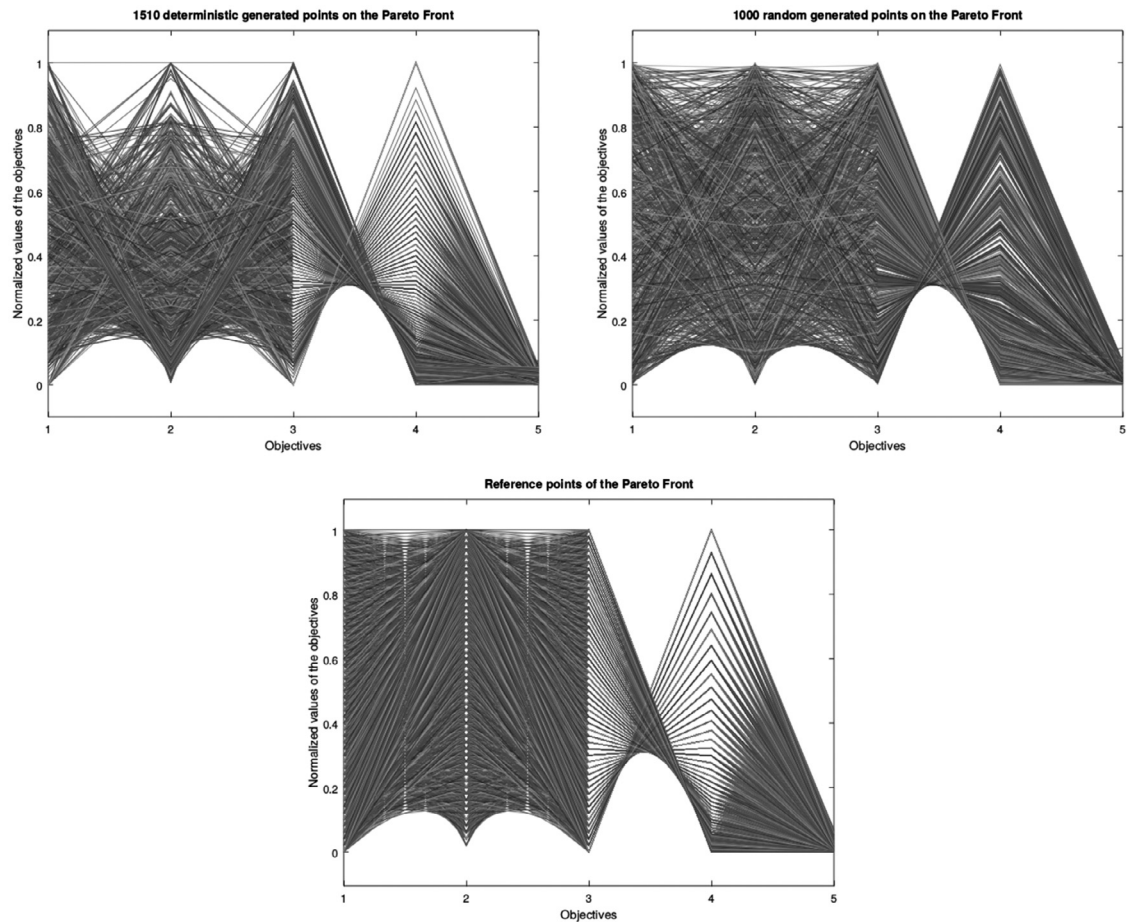 1510 deterministic generated points on the Pareto Front
Normalized values of the objectives
1
0.8
0.6
0.4
0.2
0
1 2 3 4 5
Objectives
1000 random generated points on the Pareto Front
Normalized values of the objectives
1
0.8
0.6
0.4
0.2
0
1 2 3 4 5
Objectives
Reference points of the Pareto Front
Normalized values of the objectives
1
0.8
0.6
0.4
0.2
0
1 2 3 4 5
Objectives